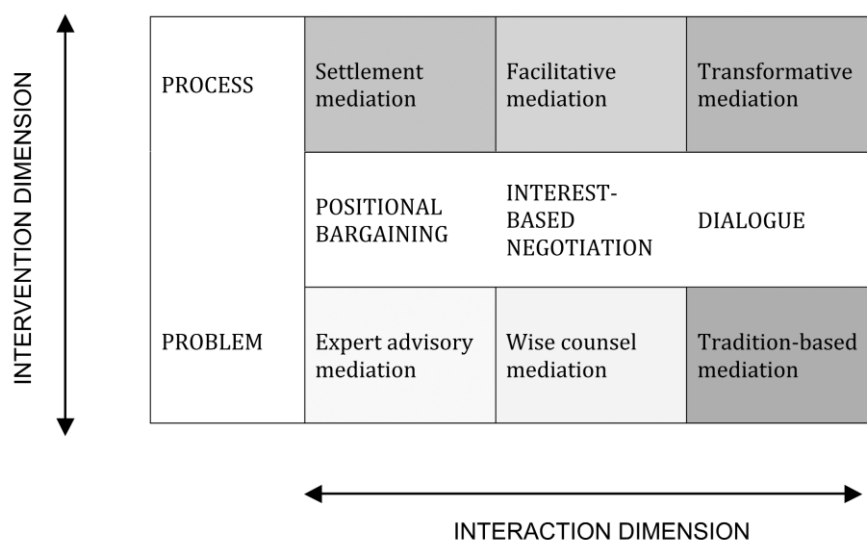 INTERVENTION DIMENSION
PROCESS
Settlement
mediation
Facilitative
mediation
Transformative
mediation
POSITIONAL
BARGAINING
INTEREST-
BASED
NEGOTIATION
DIALOGUE
PROBLEM
Expert advisory
mediation
Wise counsel
mediation
Tradition-based
mediation
INTERACTION DIMENSION